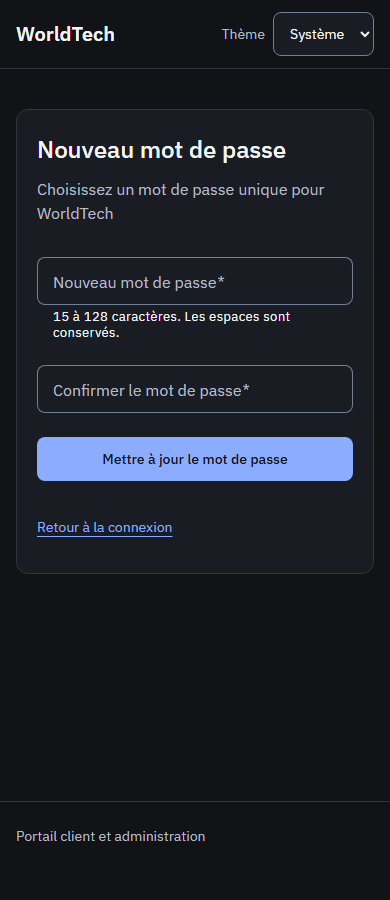 WorldTech
Thème
Système
Nouveau mot de passe
Choisissez un mot de passe unique pour
WorldTech
Nouveau mot de passe*
15 à 128 caractères. Les espaces sont
conservés.
Confirmer le mot de passe*
Mettre à jour le mot de passe
Retour à la connexion
Portail client et administration